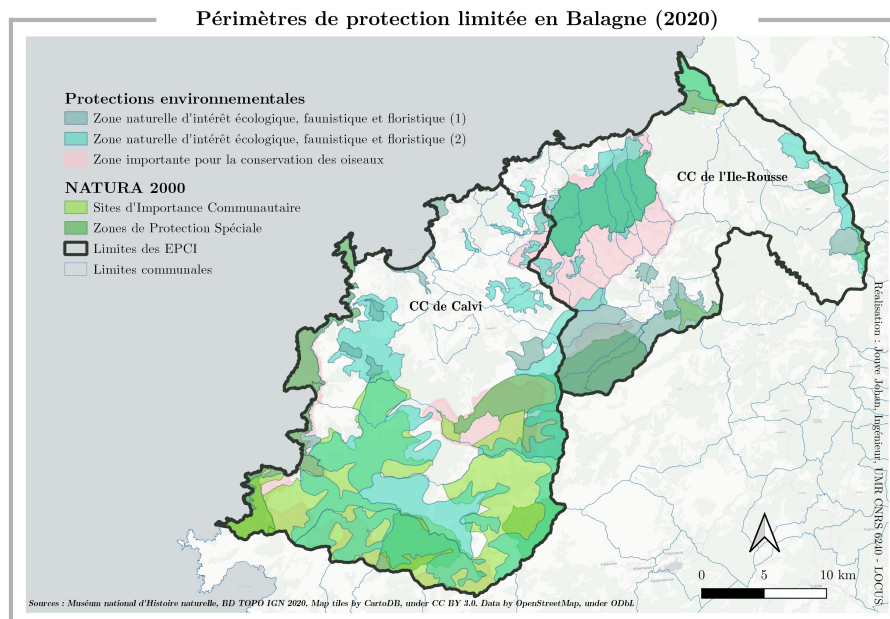 Périmètres de protection limitée en Balagne (2020)
Protections environnementales
Zone naturelle d'intérêt écologique, faunistique et floristique (1)
Zone naturelle d'intérêt écologique, faunistique et floristique (2)
Zone importante pour la conservation des oiseaux
NATURA 2000
Sites d'Importance Communautaire
Zones de Protection Spéciale
Limites des EPCI
Limites communales
CC de l'Ile-Rousse
CC de Calvi
Réalisation : Jouve Johan, Ingénieur, UMR CNRS 6240 - LOCUS
0 5 10 km
Sources : Muséum national d'Histoire naturelle, BD TOPO IGN 2020, Map tiles by CartoDB, under CC BY 3.0. Data by OpenStreetMap, under ODbL